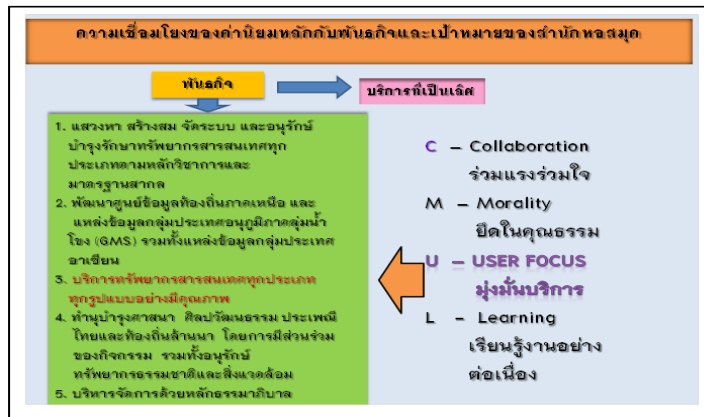 ความเชื่อมโยงของค่านิยมหลักกับพันธกิจและเป้าหมายของสำนักหอสมุด
พันธกิจ
บริการที่เป็นเลิศ
1. แสวงหา สร้างสม จัดระบบ และอนุรักษ์
บำรุงรักษาทรัพยากรสารสนเทศทุก
ประเภทตามหลักวิชาการและ
มาตรฐานสากล
2. พัฒนาศูนย์ข้อมูลท้องถิ่นภาคเหนือ และ
แหล่งข้อมูลกลุ่มประเทศอนุภูมิภาคลุ่มน้ำ
โขง (GMS) รวมทั้งแหล่งข้อมูลกลุ่มประเทศ
อาเซียน
3. บริการทรัพยากรสารสนเทศทุกประเภท
ทุกรูปแบบอย่างมีคุณภาพ
4. ทำนุบำรุงศาสนา ศิลปวัฒนธรรม ประเพณี
ไทยและท้องถิ่นล้านนา โดยการมีส่วนร่วม
ของกิจกรรม รวมทั้งอนุรักษ์
ทรัพยากรธรรมชาติและสิ่งแวดล้อม
5. บริหารจัดการด้วยหลักธรรมาภิบาล
C – Collaboration
ร่วมแรงร่วมใจ
M – Morality
ยึดในคุณธรรม
U – USER FOCUS
มุ่งมั่นบริการ
L – Learning
เรียนรู้งานอย่าง
ต่อเนื่อง